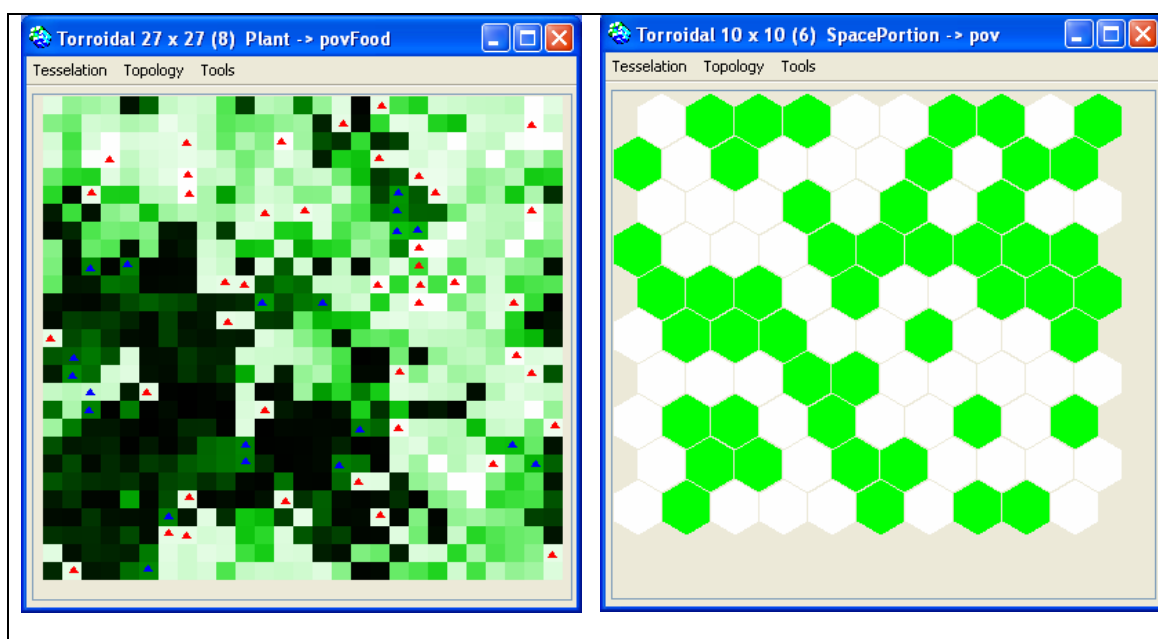 Torroidal 27 x 27 (8) Plant -> povFood
Tesselation Topology Tools
Torroidal 10 x 10 (6) SpacePortion -> pov
Tesselation Topology Tools